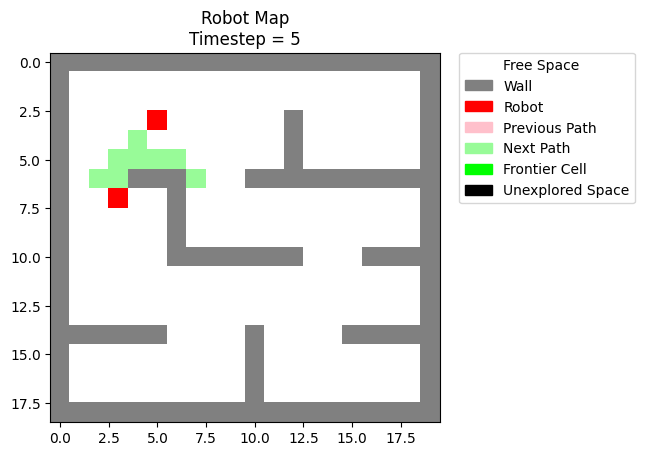 Robot Map
Timestep = 5
0.0
2.5
5.0
7.5
10.0
12.5
15.0
17.5
0.0
2.5
5.0
7.5
10.0
12.5
15.0
17.5
Free Space
Wall
Robot
Previous Path
Next Path
Frontier Cell
Unexplored Space